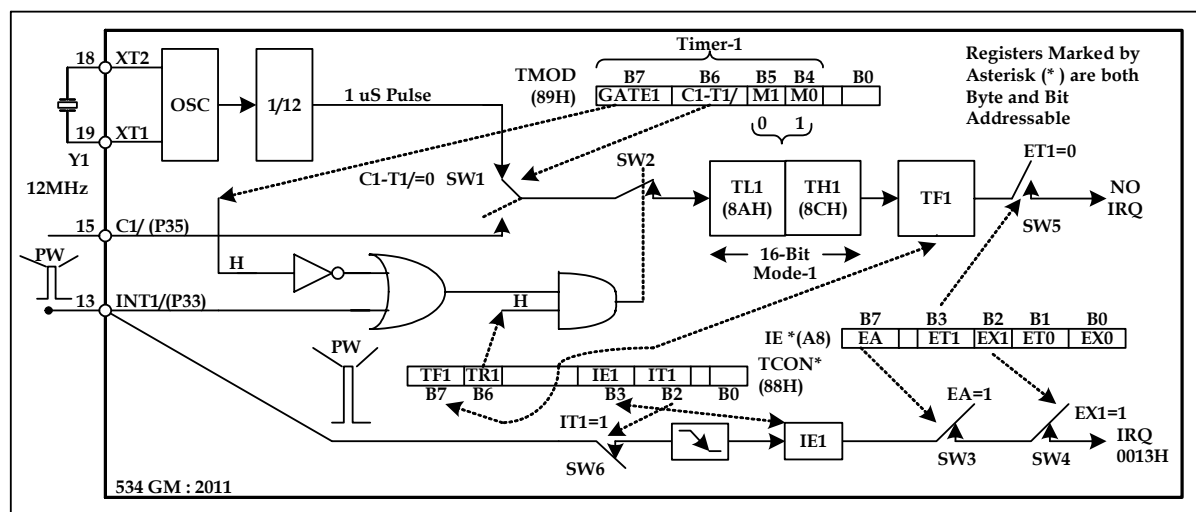 Timer-1
Registers Marked by
Asterisk (* ) are both
Byte and Bit
Addressable
18 XT2
19 XT1
Y1
12MHz
OSC
1/12
1 uS Pulse
TMOD
(89H)
B7 B6 B5 B4 B0
GATE1 C1-T1/ M1 M0
0 1
C1-T1/=0 SW1
SW2
TL1
(8AH)
TH1
(8CH)
TF1
ET1=0
SW5
NO
IRQ
16-Bit
Mode-1
15 C1/ (P35)
PW
H
13 INT1/(P33)
H
PW
B7 B3 B2 B1 B0
IE *(A8) EA ET1 EX1 ET0 EX0
TF1 TR1 IE1 IT1
TCON*
(88H)
B7 B6 B3 B2 B0
IT1=1
SW6
IE1
EA=1
SW3
EX1=1
SW4
IRQ
0013H
534 GM : 2011